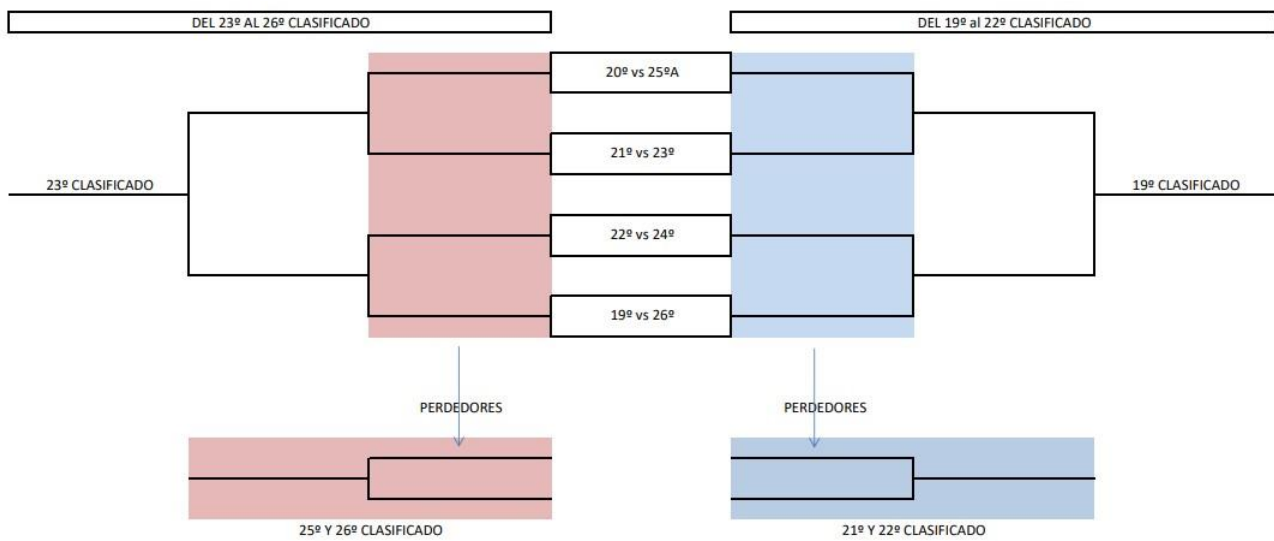 DEL 23º AL 26º CLASIFICADO
DEL 19º al 22º CLASIFICADO
20º vs 25ºA
21º vs 23º
23º CLASIFICADO
19º CLASIFICADO
22º vs 24º
19º vs 26º
PERDEDORES
PERDEDORES
25º Y 26º CLASIFICADO
21º Y 22º CLASIFICADO